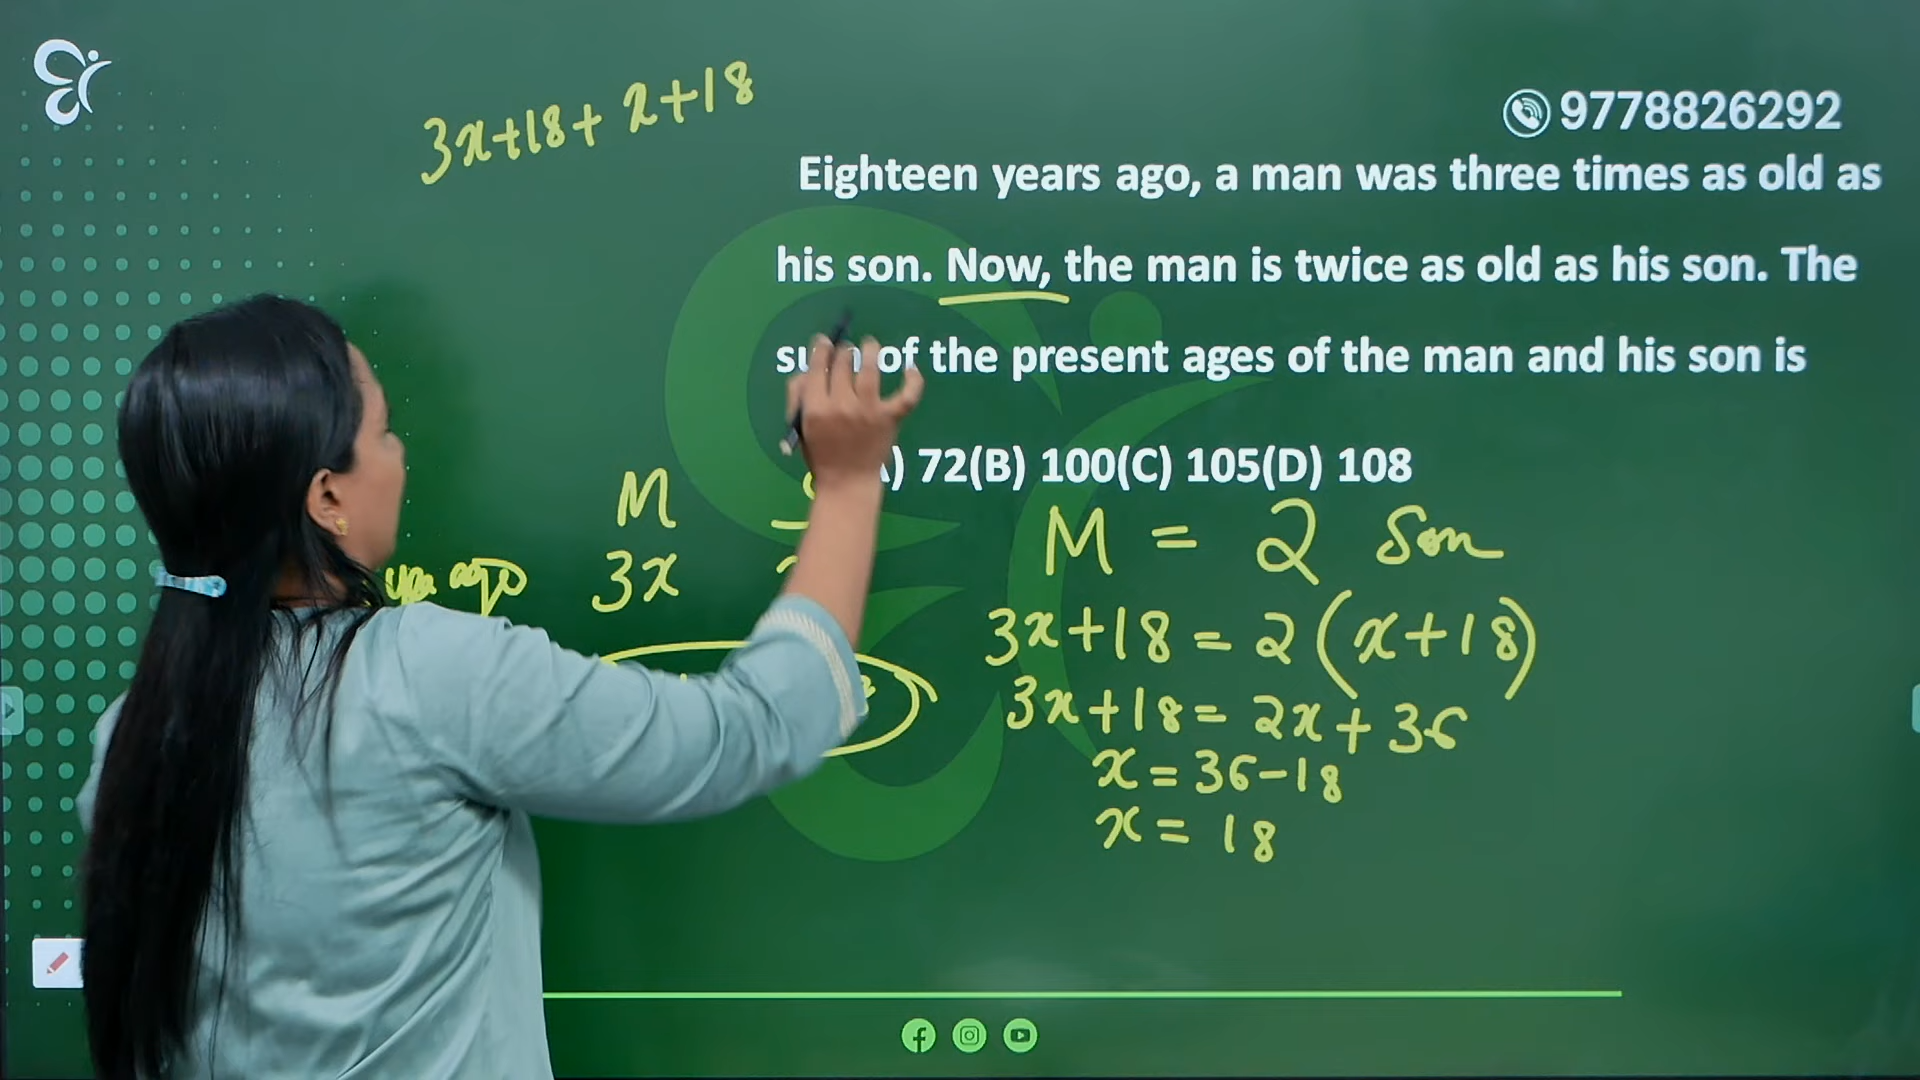 3x+18+ x+18
9778826292
Eighteen years ago, a man was three times as old as
his son. Now, the man is twice as old as his son. The
of the present ages of the man and his son is
72(B) 100(C) 105(D) 108
M
3x
ago
M = 2 Son
3x+18 = 2(x+18)
3x+18 = 2x+36
x = 36-18
x = 18